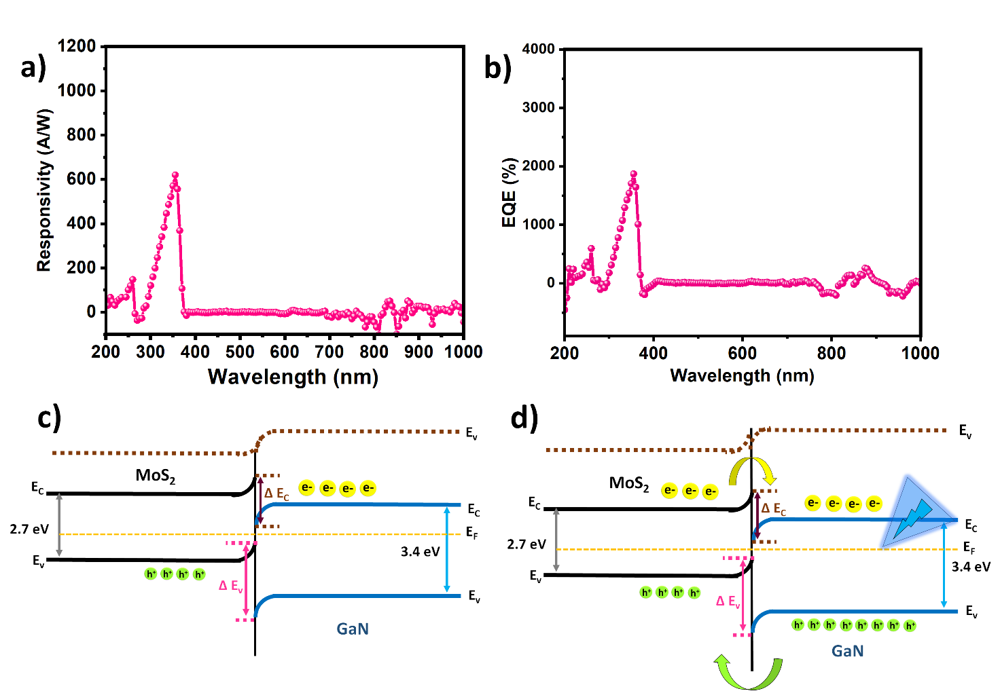 a)
Responsivity (A/W)
1200
1000
800
600
400
200
0
200 300 400 500 600 700 800 900 1000
Wavelength (nm)
b)
EQE (%)
4000
3000
2000
1000
0
200 400 600 800 1000
Wavelength (nm)
c)
Ev
MoS2
EC
e- e- e- e-
Δ EC
EC
2.7 eV
EF
3.4 eV
Ev
h+ h+ h+ h+
Δ Ev
Ev
GaN
d)
Ev
MoS2
e- e- e-
EC
e- e- e- e-
Δ EC
EC
2.7 eV
EF
3.4 eV
Ev
h+ h+ h+ h+
Δ Ev
Ev
h+ h+ h+ h+ h+ h+ h+ h+
GaN